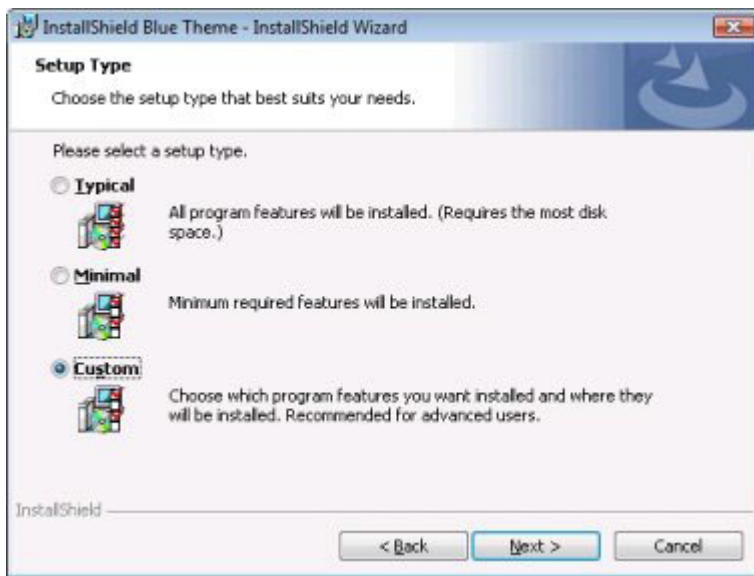 InstallShield Blue Theme - InstallShield Wizard
Setup Type
Choose the setup type that best suits your needs.
Please select a setup type.
Typical
All program features will be installed. (Requires the most disk
space.)
Minimal
Minimum required features will be installed.
Custom
Choose which program features you want installed and where they
will be installed. Recommended for advanced users.
InstallShield
< Back
Next >
Cancel